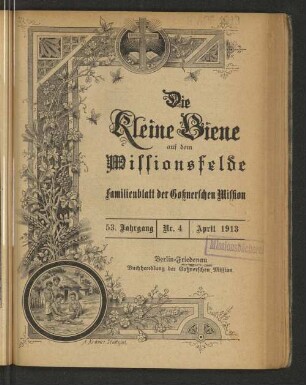 Die
Kleine Biene
auf dem
Missionsfelde
Familienblatt der Goßnerschen Mission
53. Jahrgang | Nr. 4 | April 1913
Berlin-Friedenau
Buchhandlung der Goßnerschen Mission